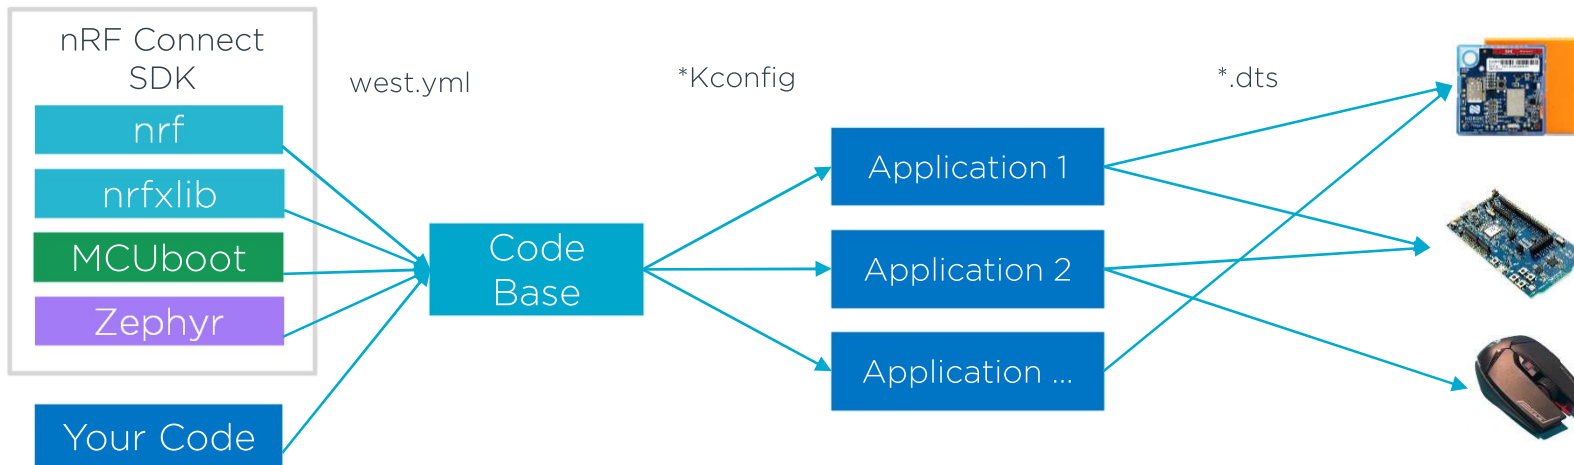 nRF Connect
SDK
nrf
nrfxlib
MCUboot
Zephyr
Your Code
west.yml
Code
Base
*Kconfig
Application 1
Application 2
Application ...
*.dts